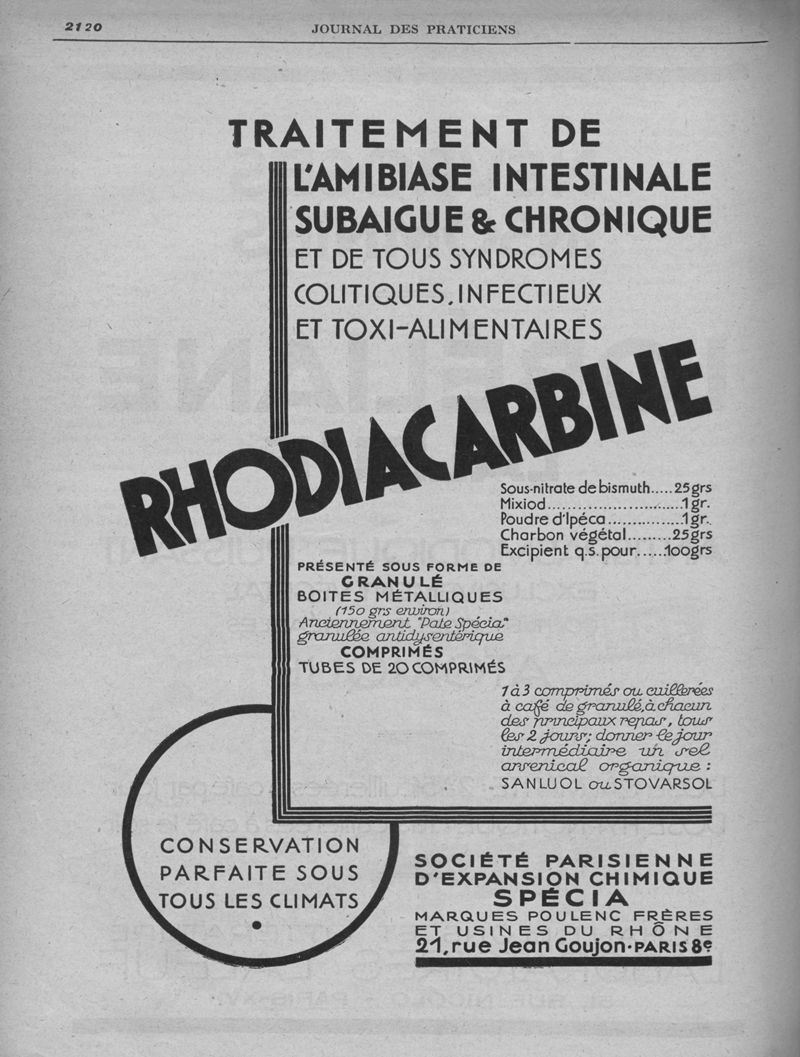 2120
JOURNAL DES PRATICIENS
TRAITEMENT DE
L'AMIBIASE INTESTINALE
SUBAIGUE & CHRONIQUE
ET DE TOUS SYNDROMES
COLITIQUES, INFECTIEUX
ET TOXI-ALIMENTAIRES
RHODIACARBINE
Sous-nitrate de bismuth.....25grs
Mixiod.......................1gr.
Poudre d'Ipéca...............1gr.
Charbon végétal.........25grs
Excipient q.s. pour......100grs
PRÉSENTÉ SOUS FORME DE
GRANULÉ
BOITES MÉTALLIQUES
(150 grs environ)
Anciennement "Pate Spécia"
granulée antidysentérique
COMPRIMÉS
TUBES DE 20 COMPRIMÉS
1 à 3 comprimés ou cuillerées
à café de granulé, à chacun
des principaux repas, tous
les 2 jours; donner le jour
intermédiaire un sel
arsenical organique :
SANLUOL ou STOVARSOL
CONSERVATION
PARFAITE SOUS
TOUS LES CLIMATS
SOCIÉTÉ PARISIENNE
D'EXPANSION CHIMIQUE
SPÉCIA
MARQUES POULENC FRÈRES
ET USINES DU RHÔNE
21, rue Jean Goujon·PARIS 8e